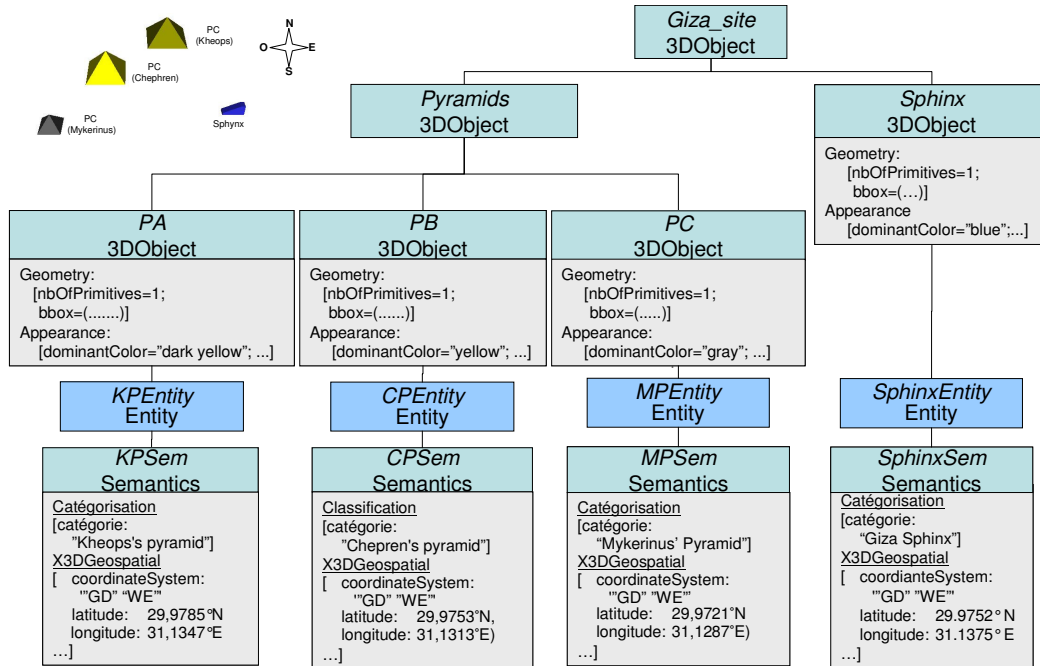 PC
(Kheops)
PC
(Chephren)
PC
(Mykerinus)
Sphynx
N
O
E
S
Giza_site
3DObject
Pyramids
3DObject
Sphinx
3DObject
Geometry:
[nbOfPrimitives=1;
bbox=(…)]
Appearance
[dominantColor=”blue”;...]
PA
3DObject
Geometry:
[nbOfPrimitives=1;
bbox=(.......)]
Appearance:
[dominantColor=”dark yellow”; ...]
PB
3DObject
Geometry:
[nbOfPrimitives=1;
bbox=(......)]
Appearance:
[dominantColor=”yellow”; ...]
PC
3DObject
Geometry:
[nbOfPrimitives=1;
bbox=(.....)]
Appearance:
[dominantColor=”gray”; ...]
KPEntity
Entity
CPEntity
Entity
MPEntity
Entity
SphinxEntity
Entity
KPSem
Semantics
Catégorisation
[catégorie:
”Kheops's pyramid”]
X3DGeospatial
[ coordinateSystem:
'”GD” “WE”'
latitude: 29,9785°N
longitude: 31,1347°E
…]
CPSem
Semantics
Classification
[catégorie:
”Chepren's pyramid”]
X3DGeospatial
[ coordinateSystem:
'”GD” ”WE”'
latitude: 29,9753°N,
longitude: 31,1313°E)
…]
MPSem
Semantics
Catégorisation
[catégorie:
“Mykerinus’ Pyramid”]
X3DGeospatial
[ coordinateSystem:
'”GD” ”WE”'
latitude: 29,9721°N
longitude: 31,1287°E)
…]
SphinxSem
Semantics
Catégorisation
[catégorie:
“Giza Sphinx”]
X3DGeospatial
[ coordianteSystem:
'”GD” ”WE”'
latitude: 29.9752° N
longitude: 31.1375° E
…]